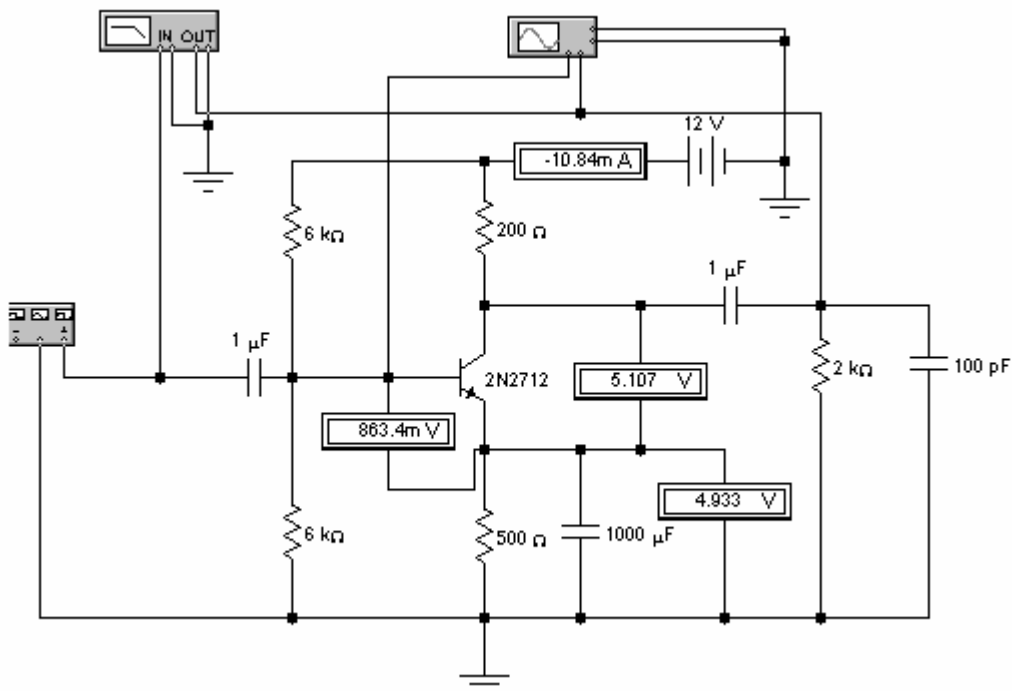 IN OUT
12 V
-10.84m A
6 kΩ
200 Ω
1 μF
1 μF
2N2712
5.107 V
2 kΩ
100 pF
863.4m V
4.933 V
6 kΩ
500 Ω
1000 μF